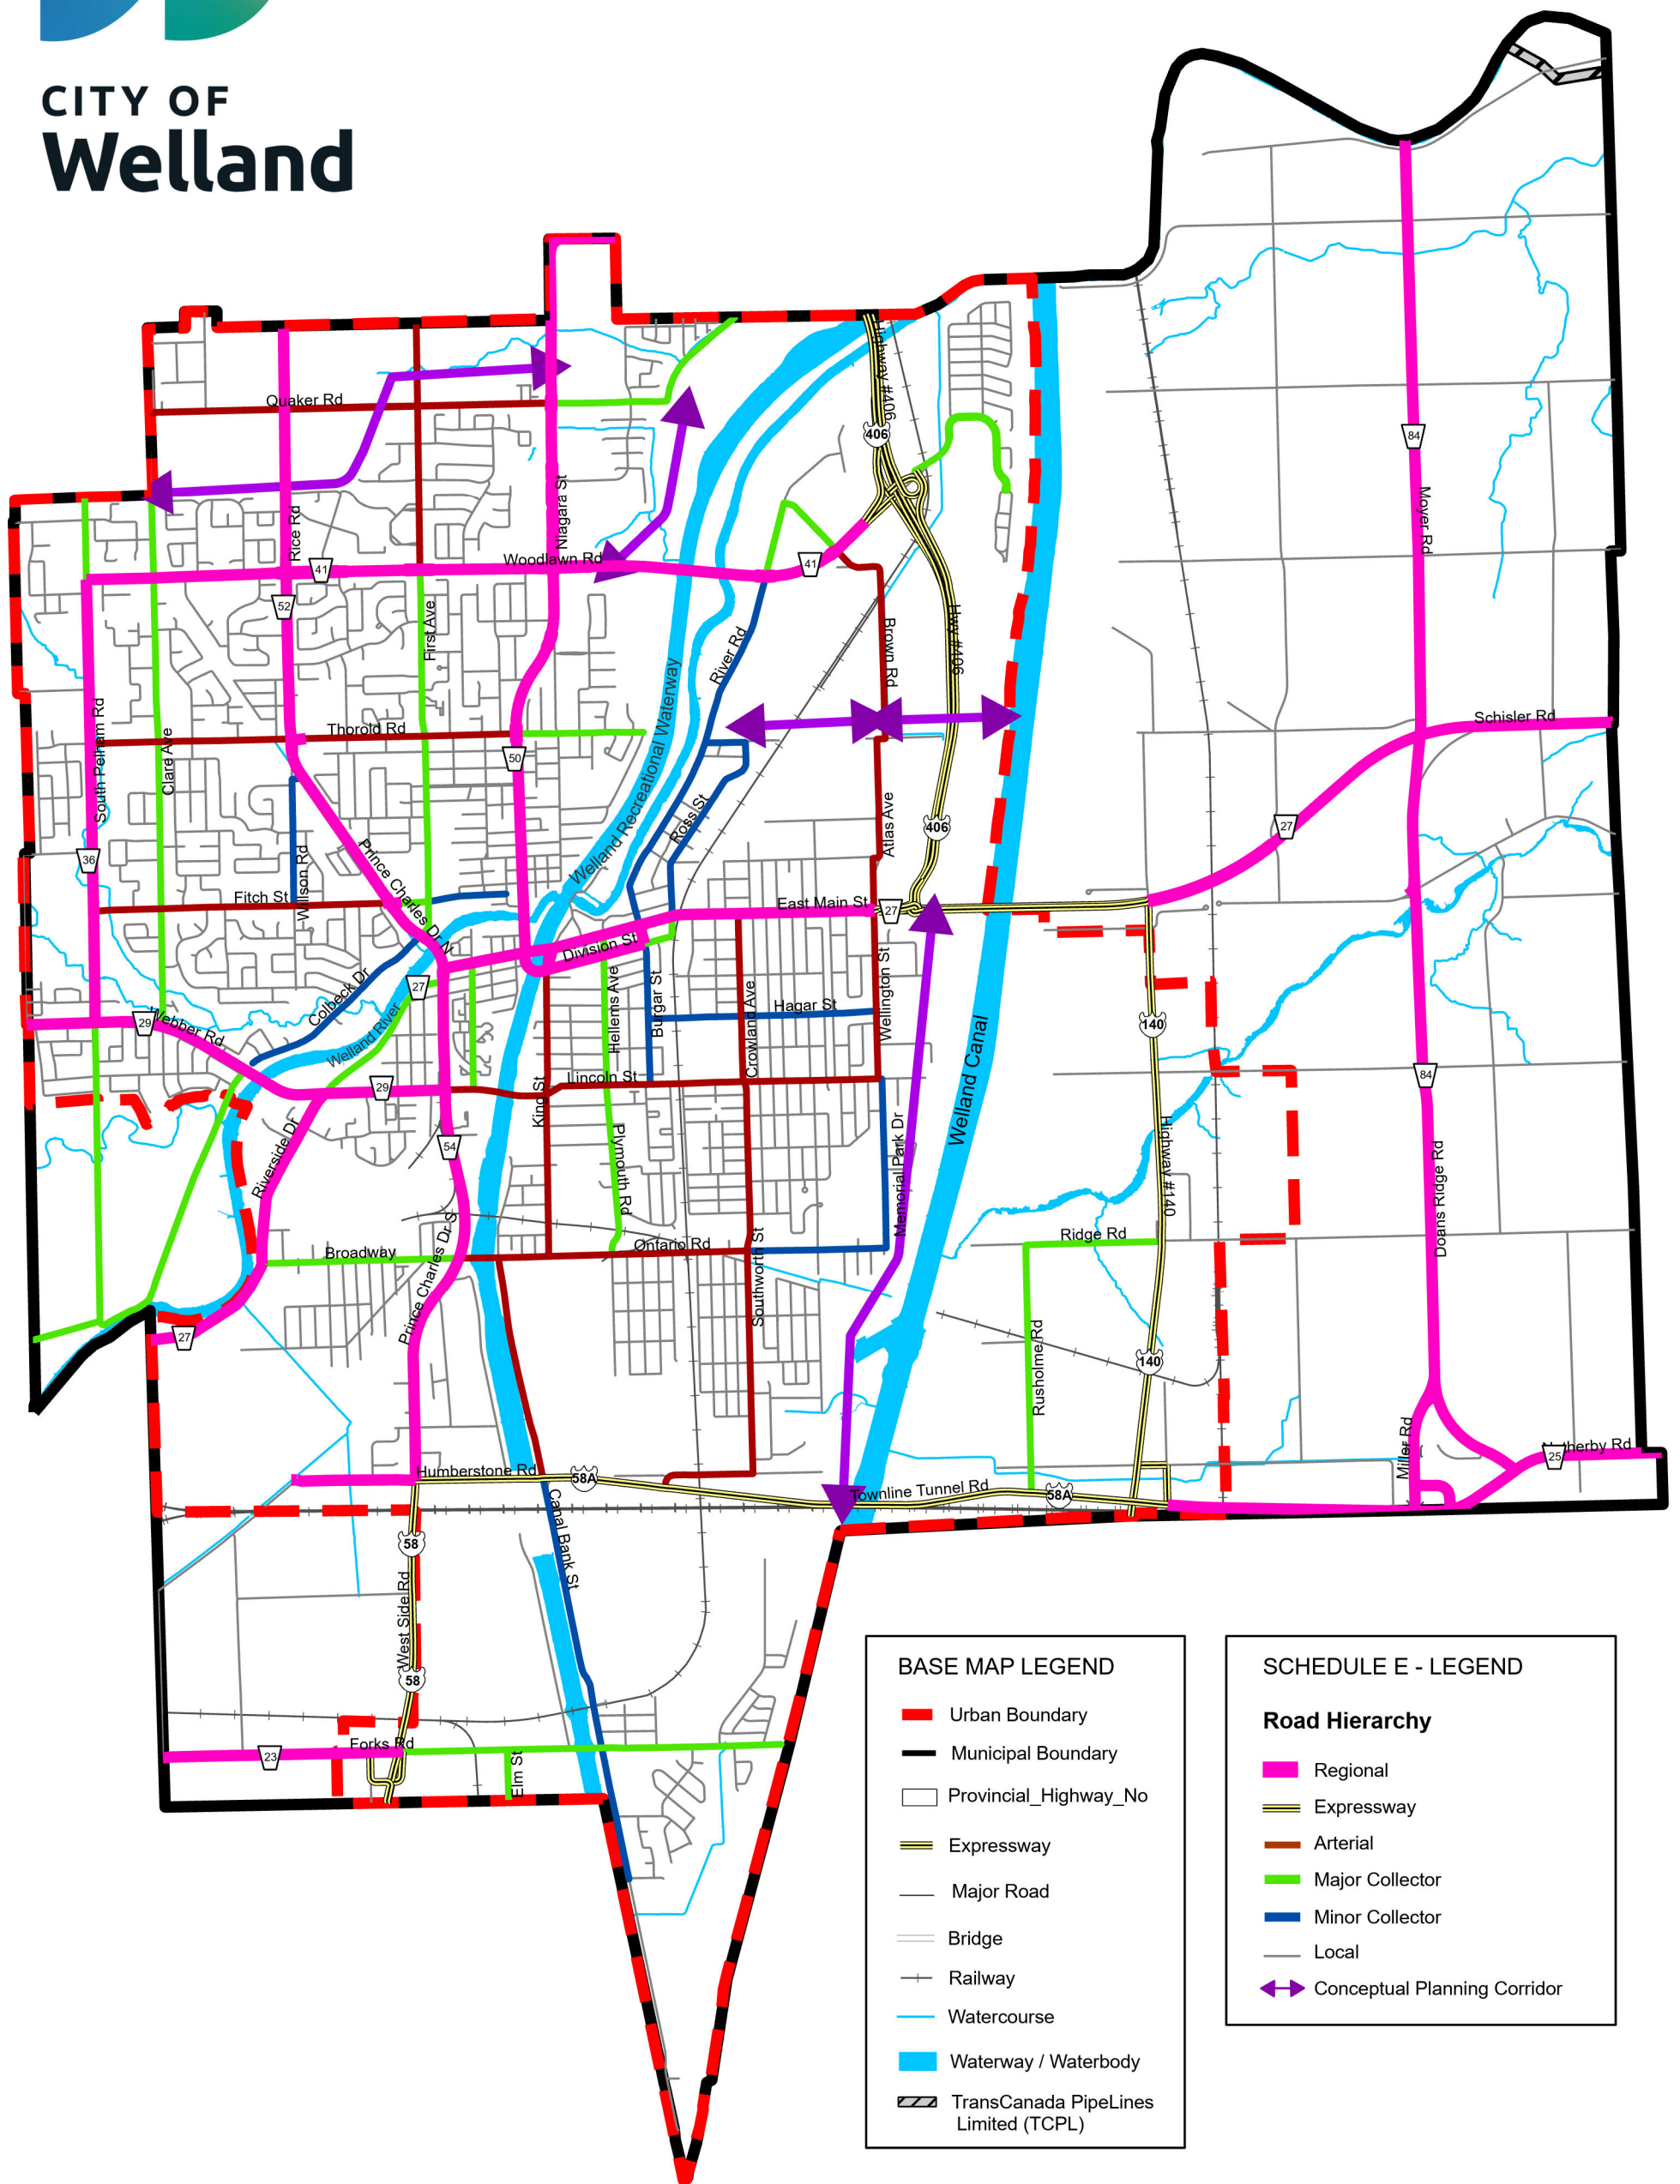 CITY OF
Welland
Highway #406
406
Quaker Rd
84
Niagara St
Rice Rd
Moyer Rd
Woodlawn Rd
41
41
52
First Ave
River Rd
Brown Rd
Hwy #406
Welland Recreational Waterway
South Pelham Rd
Clare Ave
Thorold Rd
Schisler Rd
50
Ross St
Atlas Ave
406
27
36
Prince Charles Dr N
Willson Rd
Fitch St
East Main St
27
Division St
Colbeck Dr
27
Hellems Ave
Burgar St
Crowland Ave
Hagar St
Wellington St
Webber Rd
29
Welland River
140
Welland Canal
Lincoln St
29
King St
84
54
Riverside Dr
Plymouth Rd
Memorial Park Dr
Highway #140
Doans Ridge Rd
Broadway
Prince Charles Dr S
Ontario Rd
Southworth St
Ridge Rd
27
Rusholme Rd
140
Miller Rd
25
Humberstone Rd
58A
Townline Tunnel Rd
58A
Canal Bank St
58
West Side Rd
58
Forks Rd
23
Elm St
BASE MAP LEGEND
Urban Boundary
Municipal Boundary
Provincial_Highway_No
Expressway
Major Road
Bridge
Railway
Watercourse
Waterway / Waterbody
TransCanada PipeLines
Limited (TCPL)
SCHEDULE E - LEGEND
Road Hierarchy
Regional
Expressway
Arterial
Major Collector
Minor Collector
Local
Conceptual Planning Corridor